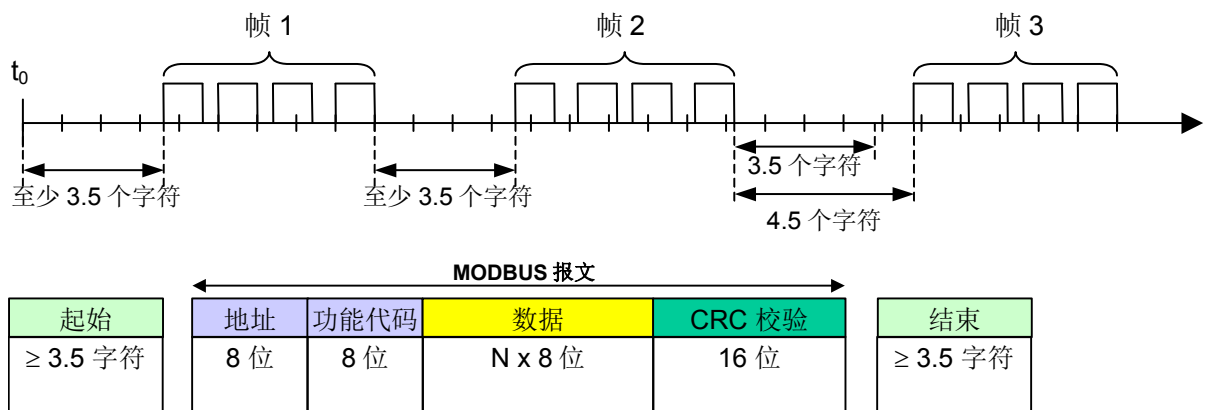 帧 1 帧 2 帧 3
t0
至少 3.5 个字符 至少 3.5 个字符 3.5 个字符
4.5 个字符
MODBUS 报文
起始 地址 功能代码 数据 CRC 校验 结束
≥ 3.5 字符 8 位 8 位 N x 8 位 16 位 ≥ 3.5 字符